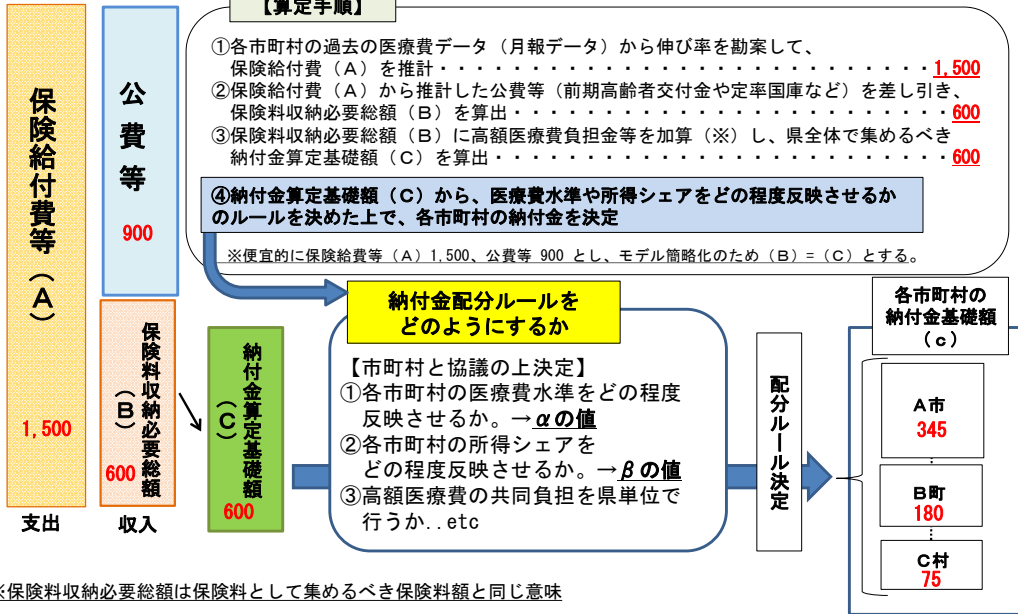 【算定手順】
①各市町村の過去の医療費データ（月報データ）から伸び率を勘案して、
保険給付費（A）を推計・・・・・・・・・・・・・・・・・・・・・・・・・・・・・1,500
②保険給付費（A）から推計した公費等（前期高齢者交付金や定率国庫など）を差し引き、
保険料収納必要総額（B）を算出・・・・・・・・・・・・・・・・・・・・・・・・・・600
③保険料収納必要総額（B）に高額医療費負担金等を加算（※）し、県全体で集めるべき
納付金算定基礎額（C）を算出・・・・・・・・・・・・・・・・・・・・・・・・・・・600
④納付金算定基礎額（C）から、医療費水準や所得シェアをどの程度反映させるか
のルールを決めた上で、各市町村の納付金を決定
※便宜的に保険給費等（A）1,500、公費等 900 とし、モデル簡略化のため（B）=（C）とする。
保険給付費等（A）
1,500
支出
公費等
900
保険料収納必要総額
（B）
600
収入
納付金算定基礎額
（C）
600
納付金配分ルールを
どのようにするか
【市町村と協議の上決定】
①各市町村の医療費水準をどの程度
反映させるか。→αの値
②各市町村の所得シェアを
どの程度反映させるか。→βの値
③高額医療費の共同負担を県単位で
行うか..etc
配分ルール決定
各市町村の
納付金基礎額
（c）
A市
345
B町
180
C村
75
※保険料収納必要総額は保険料として集めるべき保険料額と同じ意味